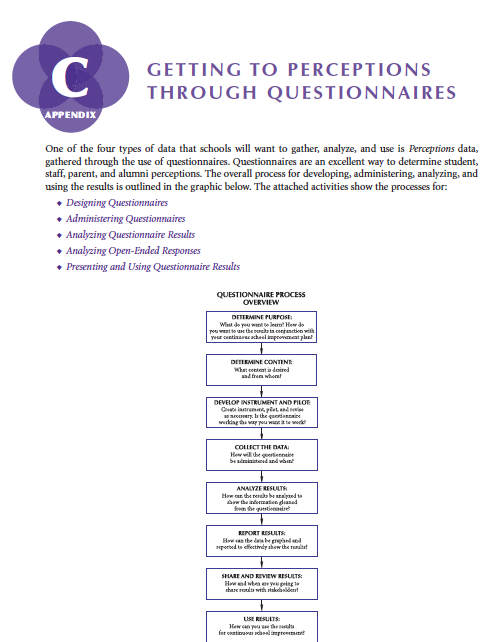 C
APPENDIX
GETTING TO PERCEPTIONS
THROUGH QUESTIONNAIRES
One of the four types of data that schools will want to gather, analyze, and use is Perceptions data,
gathered through the use of questionnaires. Questionnaires are an excellent way to determine student,
staff, parent, and alumni perceptions. The overall process for developing, administering, analyzing, and
using the results is outlined in the graphic below. The attached activities show the processes for:
◆ Designing Questionnaires
◆ Administering Questionnaires
◆ Analyzing Questionnaire Results
◆ Analyzing Open-Ended Responses
◆ Presenting and Using Questionnaire Results
QUESTIONNAIRE PROCESS
OVERVIEW
DETERMINE PURPOSE:
What do you want to learn? How do
you want to use the results in conjunction with
your continuous school improvement plan?
DETERMINE CONTENT:
What content is desired
and from whom?
DEVELOP INSTRUMENT AND PILOT:
Create instrument, pilot, and revise
as necessary. Is the questionnaire
working the way you want it to work?
COLLECT THE DATA:
How will the questionnaire
be administered and when?
ANALYZE RESULTS:
How can the results be analyzed to
show the information gleaned
from the questionnaire?
REPORT RESULTS:
How can the data be graphed and
reported to effectively show the results?
SHARE AND REVIEW RESULTS:
How and when are you going to
share results with stakeholders?
USE RESULTS:
How can you use the results
for continuous school improvement?